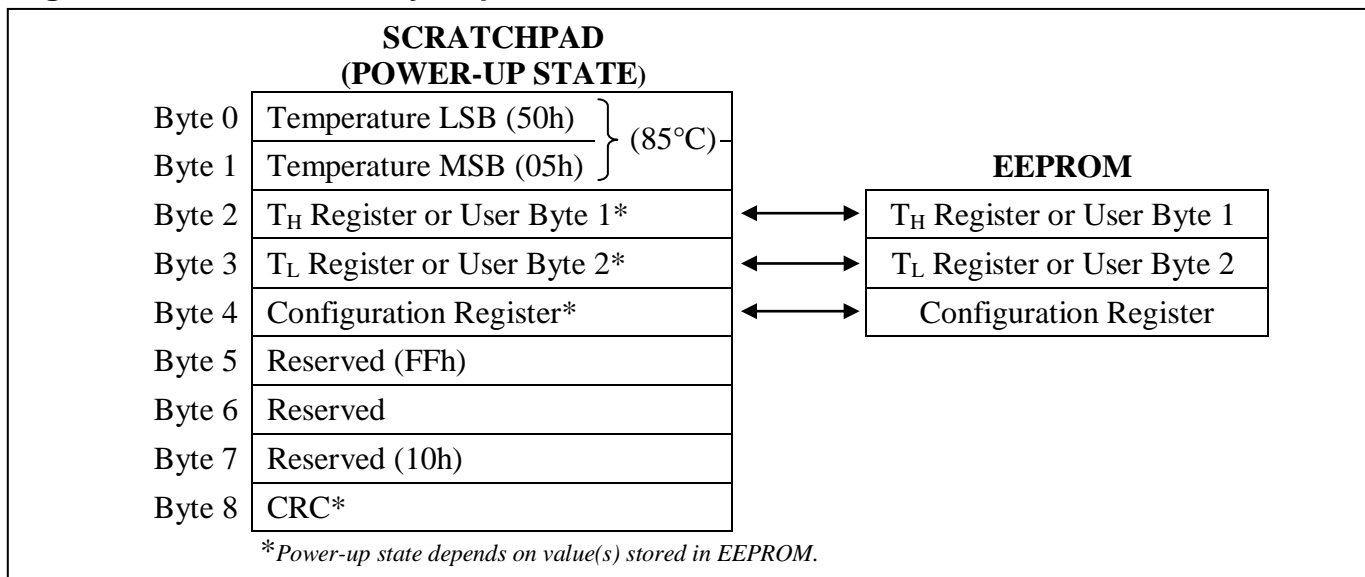 SCRATCHPAD
(POWER-UP STATE)
Byte 0 Temperature LSB (50h)
(85°C)
Byte 1 Temperature MSB (05h)
EEPROM
Byte 2 TH Register or User Byte 1* TH Register or User Byte 1
Byte 3 TL Register or User Byte 2* TL Register or User Byte 2
Byte 4 Configuration Register* Configuration Register
Byte 5 Reserved (FFh)
Byte 6 Reserved
Byte 7 Reserved (10h)
Byte 8 CRC*
*Power-up state depends on value(s) stored in EEPROM.